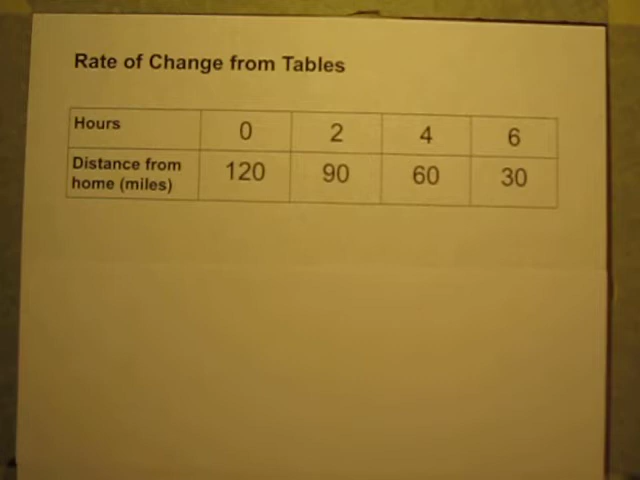 Rate of Change from Tables
Hours 0 2 4 6
Distance from
home (miles) 120 90 60 30